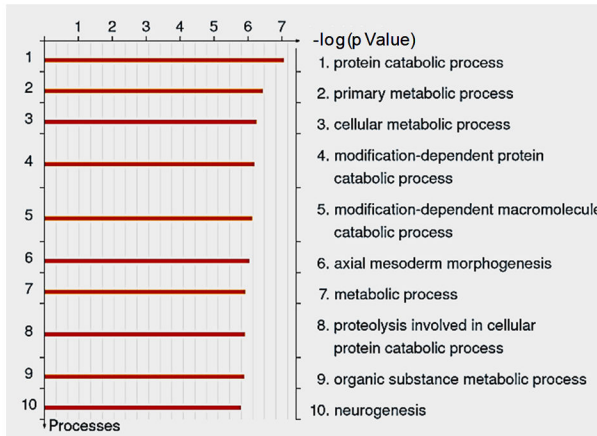 1 2 3 4 5 6 7
-log(p Value)
1 1. protein catabolic process
2 2. primary metabolic process
3 3. cellular metabolic process
4 4. modification-dependent protein
catabolic process
5 5. modification-dependent macromolecule
catabolic process
6 6. axial mesoderm morphogenesis
7 7. metabolic process
8 8. proteolysis involved in cellular
protein catabolic process
9 9. organic substance metabolic process
10 10. neurogenesis
Processes